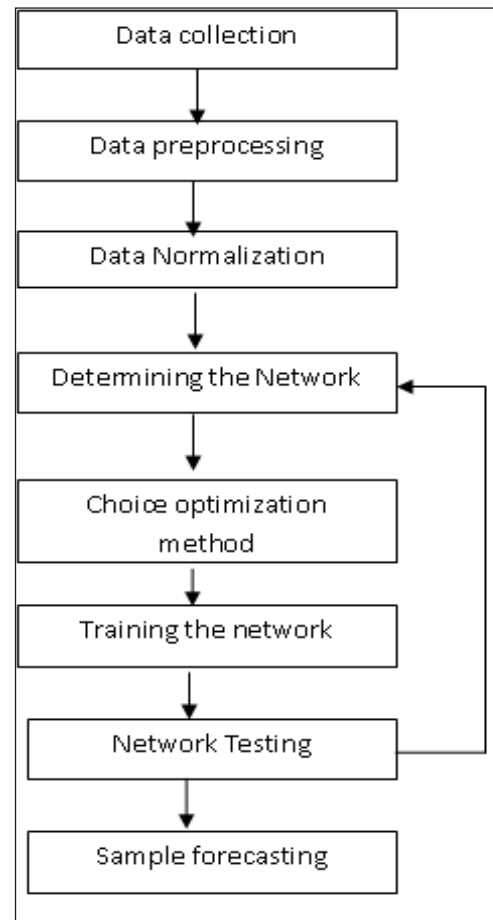 Data collection
Data preprocessing
Data Normalization
Determining the Network
Choice optimization
method
Training the network
Network Testing
Sample forecasting